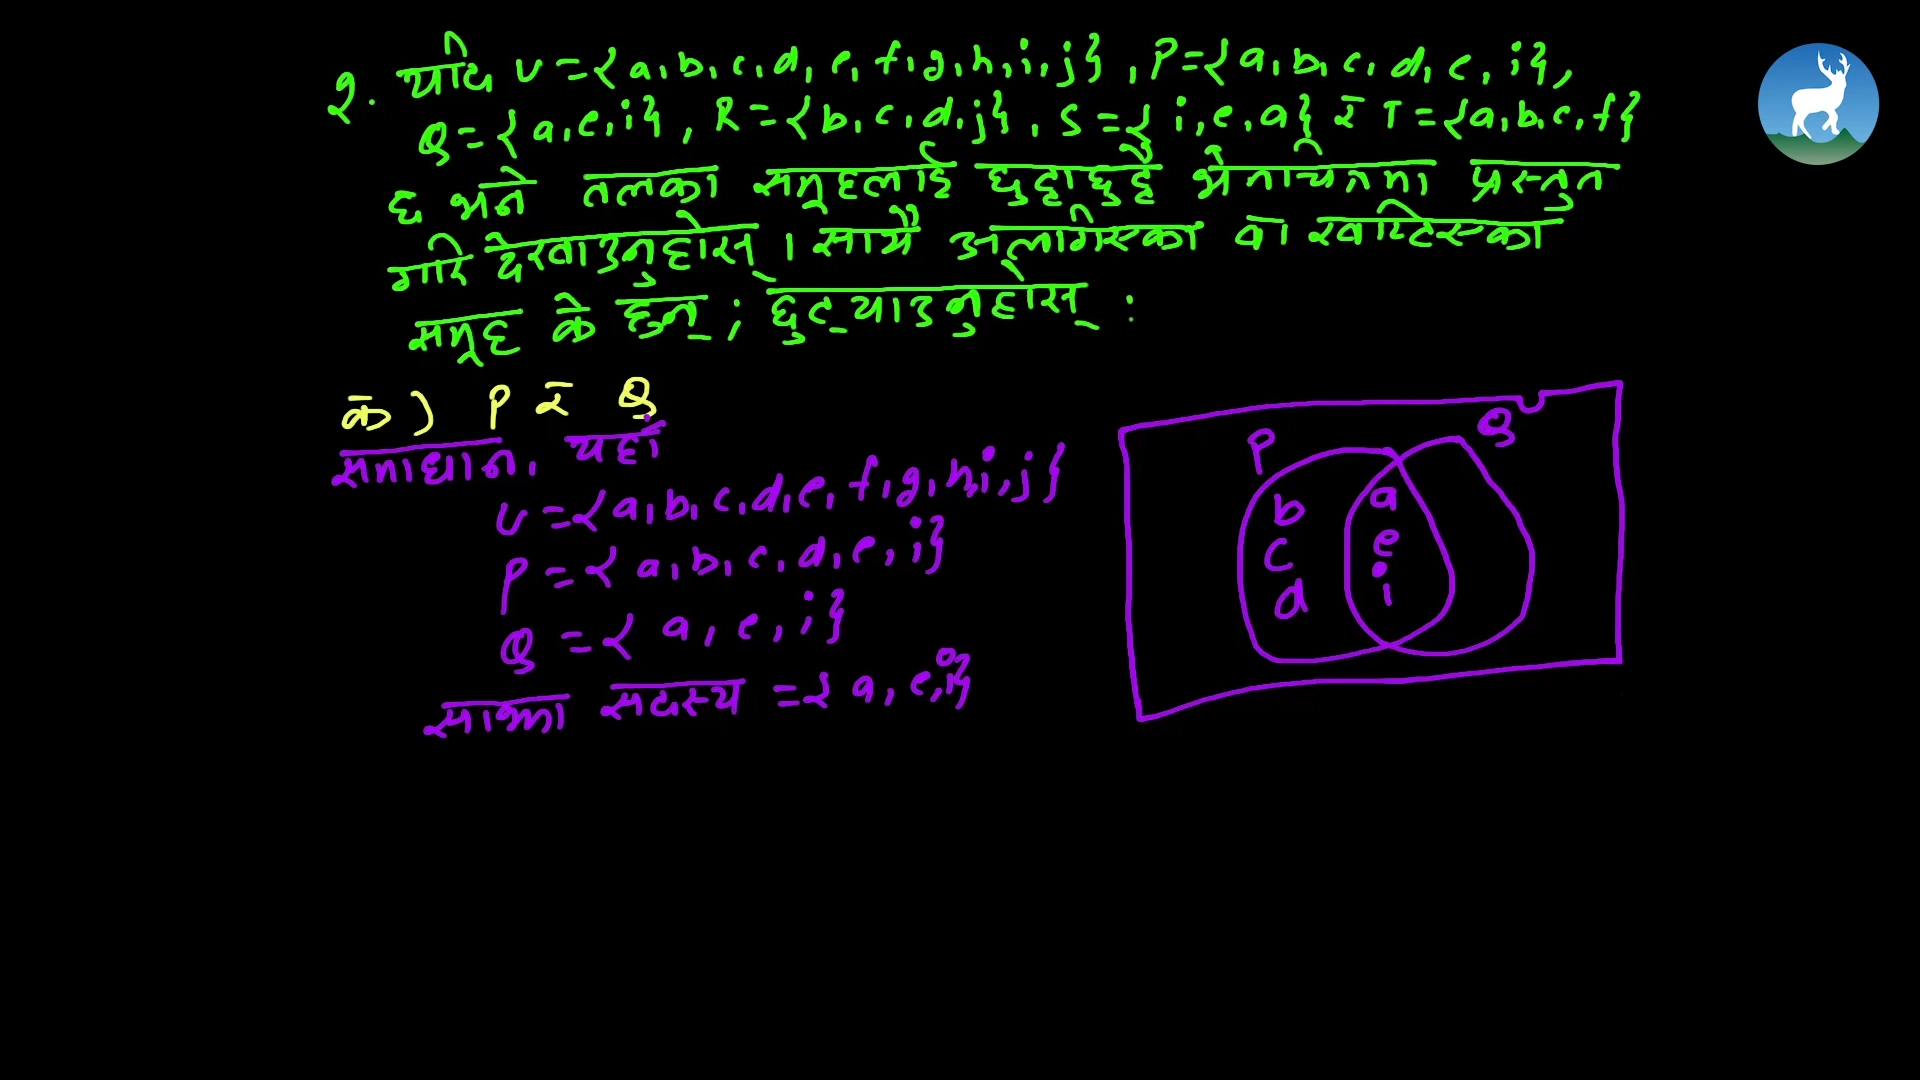 २. यदि U = {a, b, c, d, e, f, g, h, i, j}, P = {a, b, c, d, e, i},
Q = {a, e, i}, R = {b, c, d, j}, S = {i, e, a} र T = {a, b, c, f}
छ भने तलका समूहलाई छुट्टाछुट्टै भेनचित्रमा प्रस्तुत
गरि देखाउनुहोस् । साथै अलग्गिएका वा खप्टिएका
समूह के हुन् ; छुट्याउनुहोस् :
क) P र Q
समाधान, यहाँ
U = {a, b, c, d, e, f, g, h, i, j}
P = {a, b, c, d, e, i}
Q = {a, e, i}
साझा सदस्य = {a, e, i}
U
P Q
b a
c e
d i